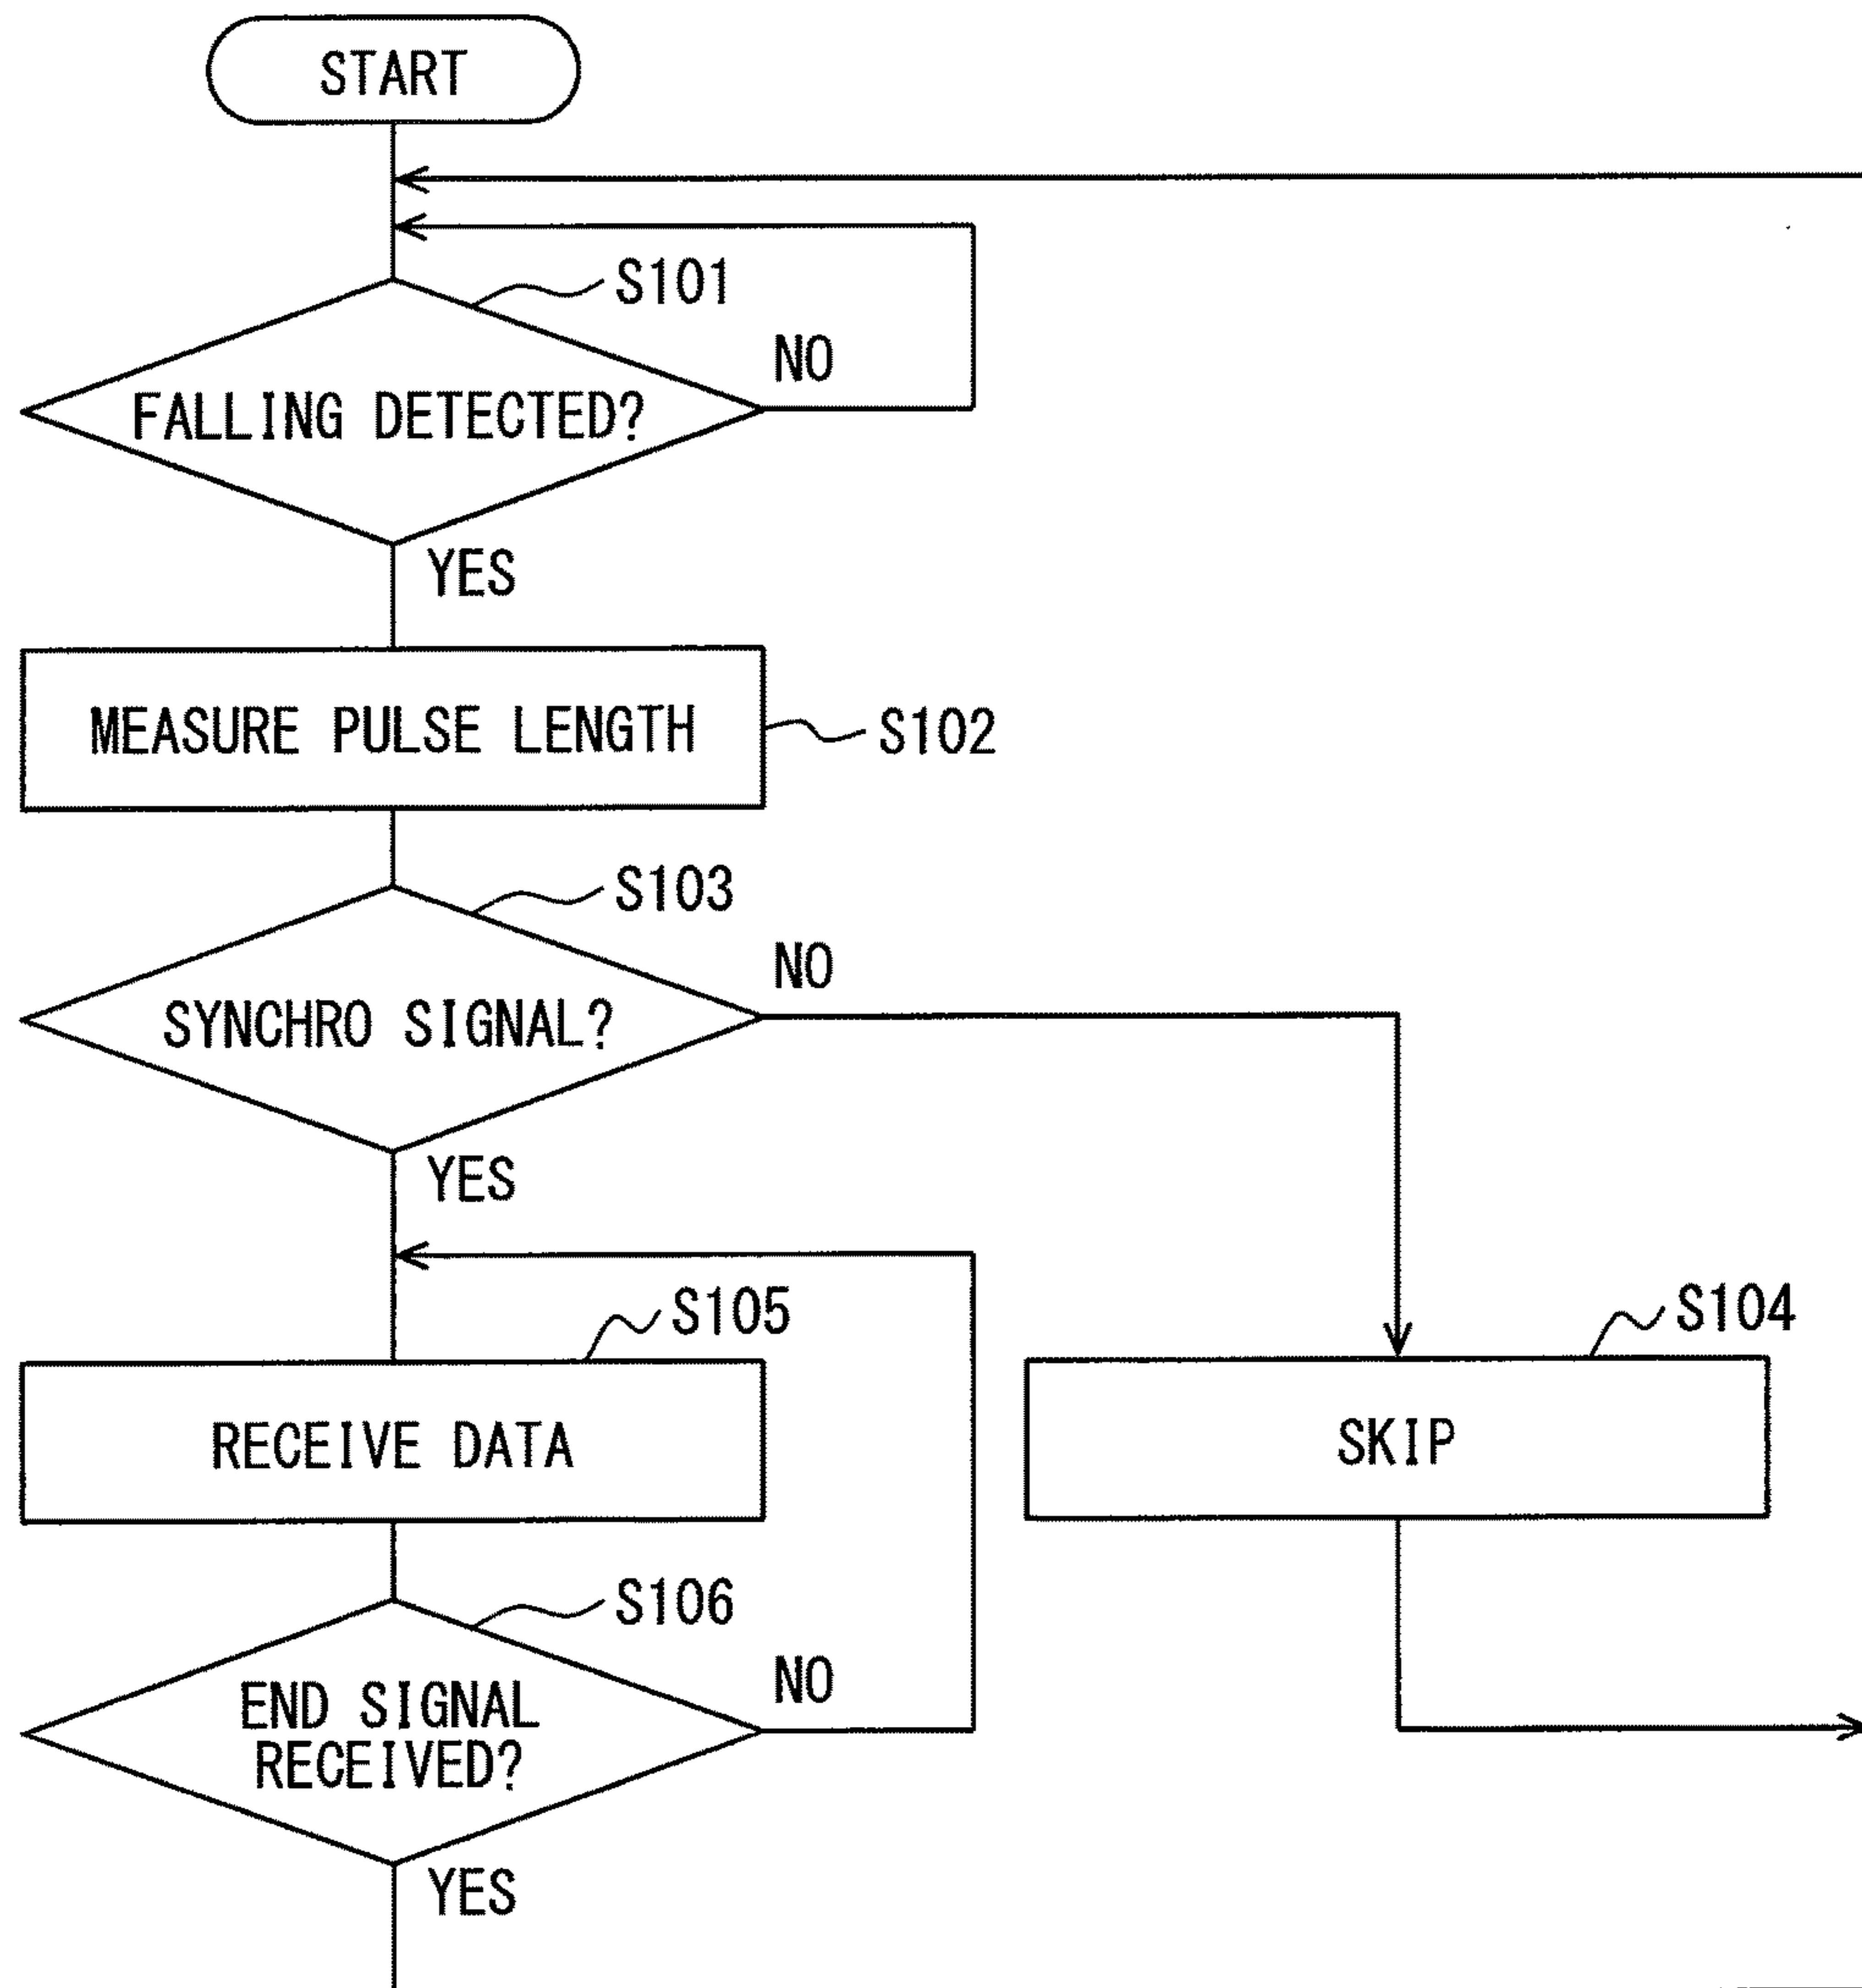 START
S101
NO
FALLING DETECTED?
YES
MEASURE PULSE LENGTH
S102
S103
NO
SYNCHRO SIGNAL?
YES
S105
S104
RECEIVE DATA
SKIP
S106
NO
END SIGNAL
RECEIVED?
YES